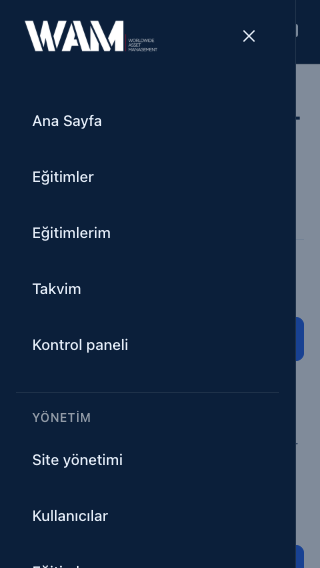 WAM
WORLDWIDE
ASSET
MANAGEMENT
Ana Sayfa
Eğitimler
Eğitimlerim
Takvim
Kontrol paneli
YÖNETİM
Site yönetimi
Kullanıcılar